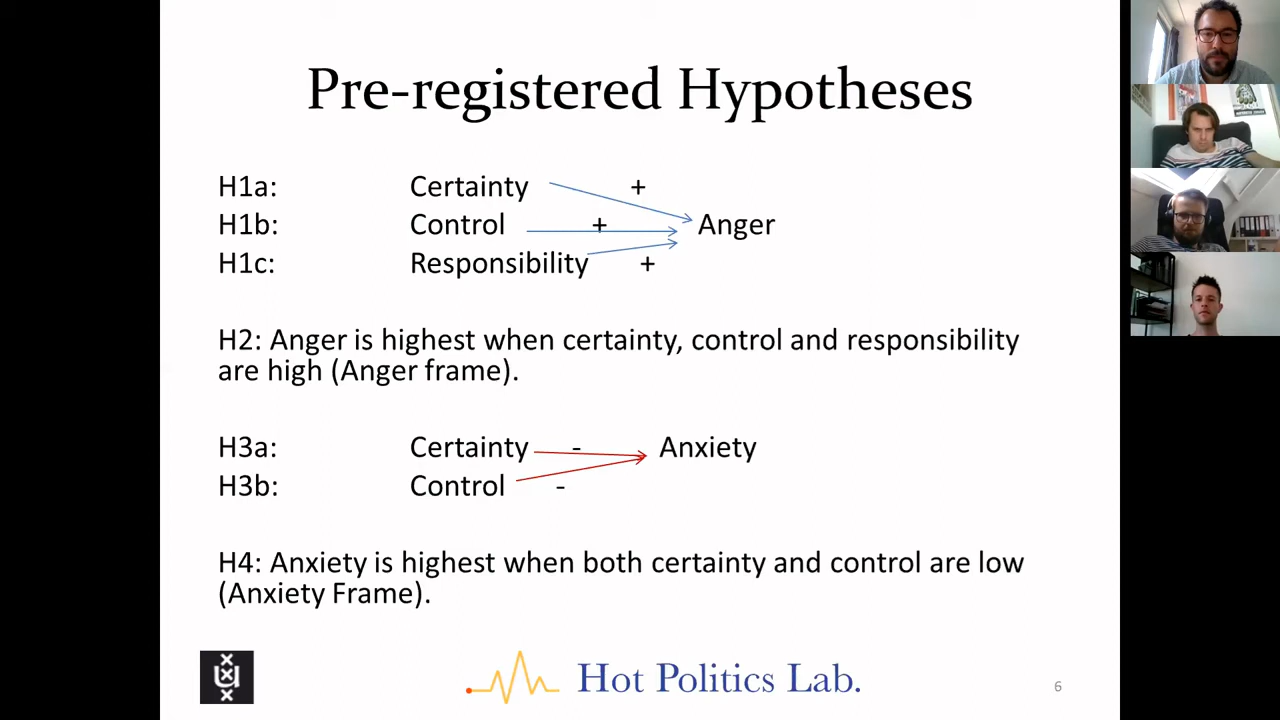 Pre-registered Hypotheses
H1a: Certainty +
H1b: Control + Anger
H1c: Responsibility +
H2: Anger is highest when certainty, control and responsibility
are high (Anger frame).
H3a: Certainty - Anxiety
H3b: Control -
H4: Anxiety is highest when both certainty and control are low
(Anxiety Frame).
Hot Politics Lab.
6